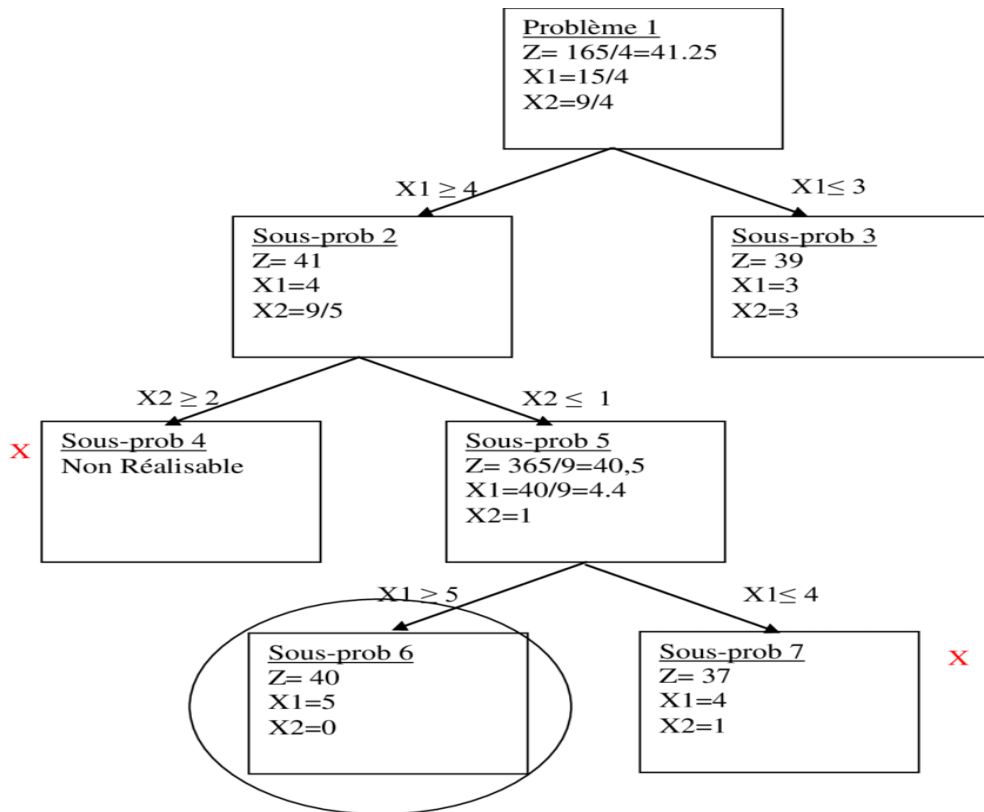 Problème 1
Z= 165/4=41.25
X1=15/4
X2=9/4
X1 ≥ 4
X1≤ 3
Sous-prob 2
Z= 41
X1=4
X2=9/5
Sous-prob 3
Z= 39
X1=3
X2=3
X2 ≥ 2
X2 ≤ 1
X
Sous-prob 4
Non Réalisable
Sous-prob 5
Z= 365/9=40,5
X1=40/9=4.4
X2=1
X1 ≥ 5
X1≤ 4
Sous-prob 6
Z= 40
X1=5
X2=0
Sous-prob 7
Z= 37
X1=4
X2=1
X